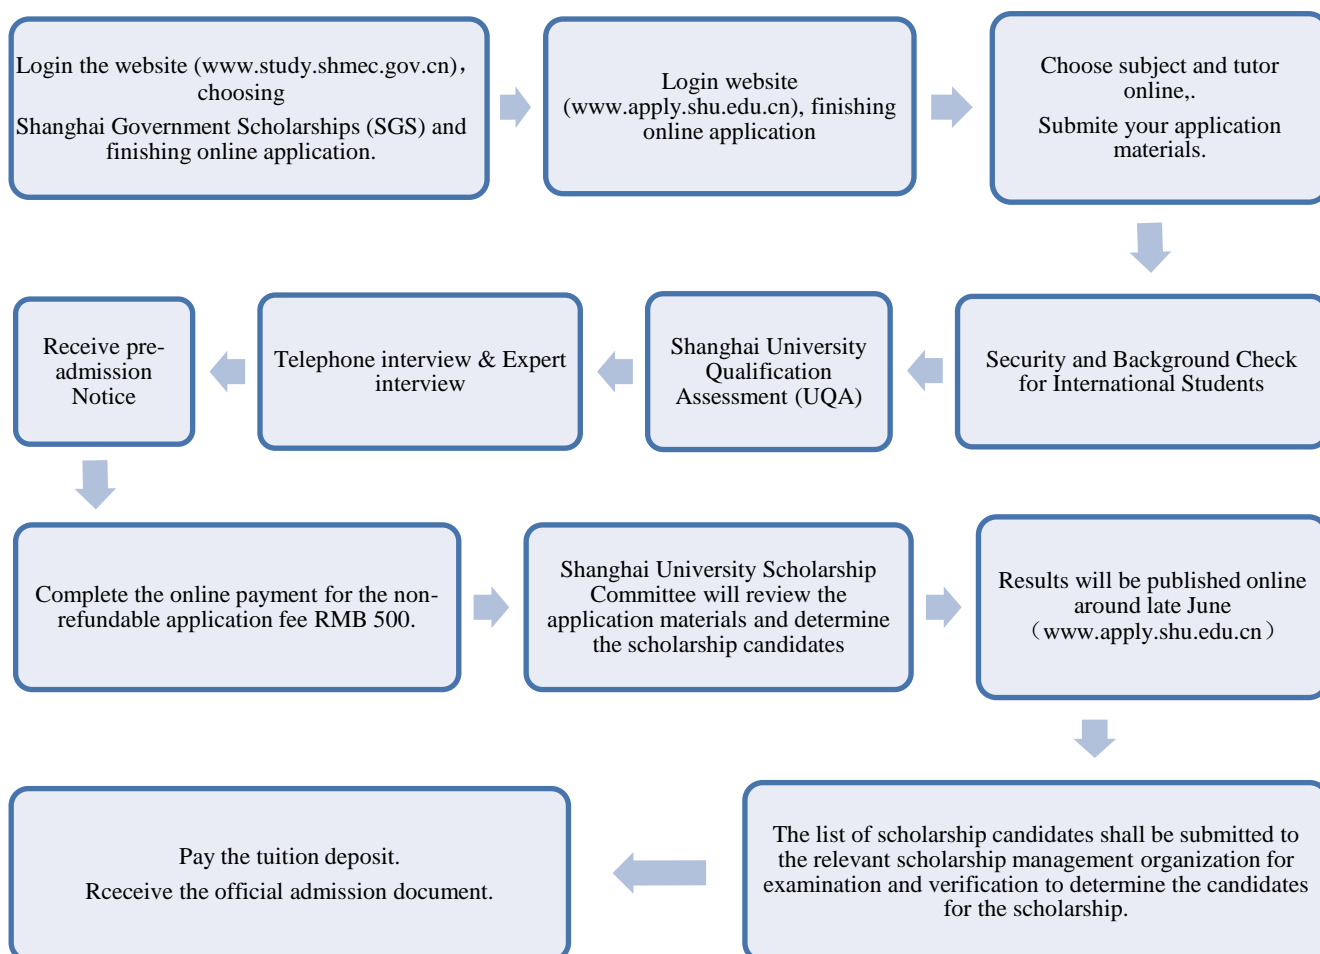 Login the website (www.study.shmec.gov.cn)，
choosing
Shanghai Government Scholarships (SGS) and
finishing online application.
Login website
(www.apply.shu.edu.cn), finishing
online application
Choose subject and tutor
online,.
Submite your application
materials.
Security and Background Check
for International Students
Shanghai University
Qualification
Assessment (UQA)
Telephone interview & Expert
interview
Receive pre-
admission
Notice
Complete the online payment for the non-
refundable application fee RMB 500.
Shanghai University Scholarship
Committee will review the
application materials and determine
the scholarship candidates
Results will be published online
around late June
（www.apply.shu.edu.cn）
The list of scholarship candidates shall be submitted to
the relevant scholarship management organization for
examination and verification to determine the candidates
for the scholarship.
Pay the tuition deposit.
Rceceive the official admission document.